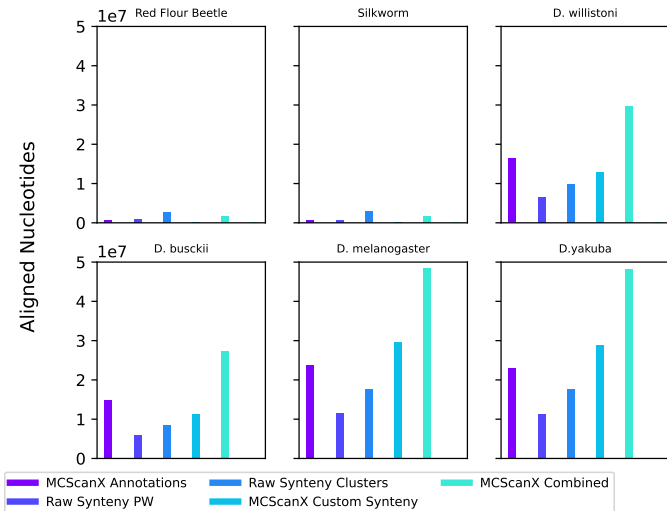 1e7
Red Flour Beetle
Silkworm
D. willistoni
5
4
3
2
1
0
Aligned Nucleotides
1e7
D. busckii
D. melanogaster
D.yakuba
5
4
3
2
1
0
MCScanX Annotations
Raw Synteny Clusters
MCScanX Combined
Raw Synteny PW
MCScanX Custom Synteny